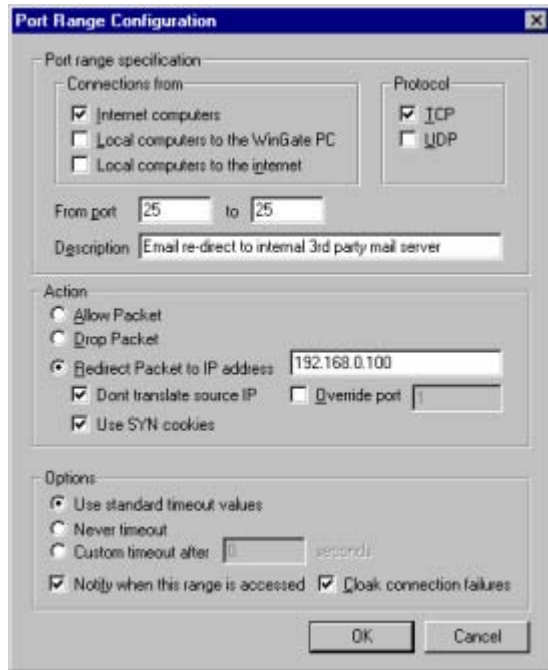 Port Range Configuration
Port range specification
Connections from
Internet computers
Local computers to the WinGate PC
Local computers to the internet
Protocol
TCP
UDP
From port 25 to 25
Description Email re-direct to internal 3rd party mail server
Action
Allow Packet
Drop Packet
Redirect Packet to IP address 192.168.0.100
Dont translate source IP
Override port 1
Use SYN cookies
Options
Use standard timeout values
Never timeout
Custom timeout after 0 seconds
Notify when this range is accessed
Cloak connection failures
OK
Cancel